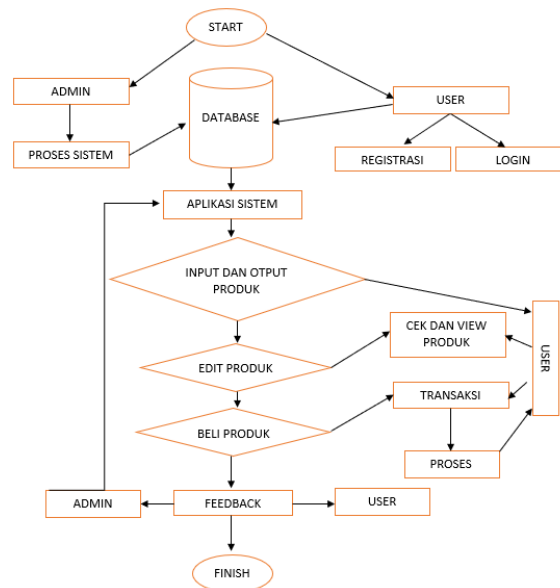 START
ADMIN
DATABASE
USER
PROSES SISTEM
REGISTRASI
LOGIN
APLIKASI SISTEM
INPUT DAN OTPUT
PRODUK
CEK DAN VIEW
PRODUK
USER
EDIT PRODUK
TRANSAKSI
BELI PRODUK
PROSES
ADMIN
FEEDBACK
USER
FINISH